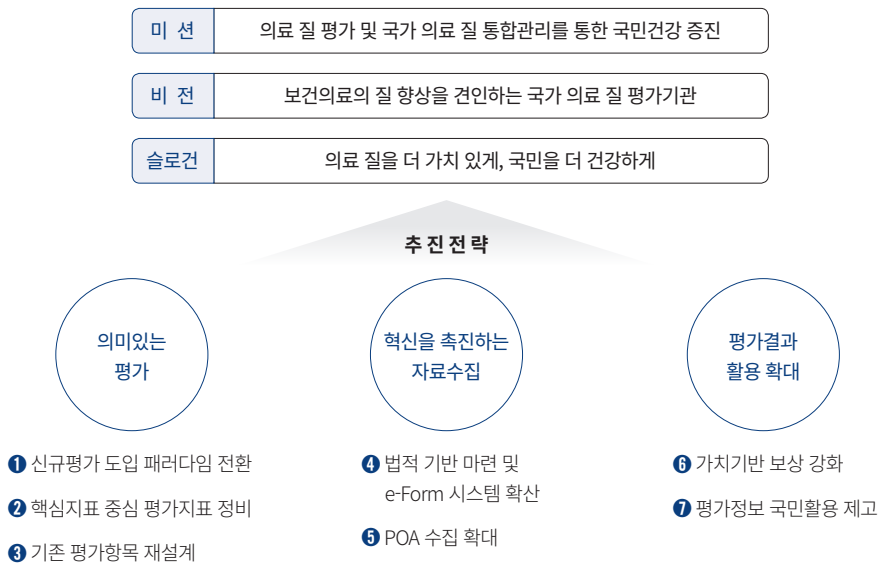 미 션 의료 질 평가 및 국가 의료 질 통합관리를 통한 국민건강 증진
비 전 보건의료의 질 향상을 견인하는 국가 의료 질 평가기관
슬로건 의료 질을 더 가치 있게, 국민을 더 건강하게
추 진 전 략
의미있는
평가
❶ 신규평가 도입 패러다임 전환
❷ 핵심지표 중심 평가지표 정비
❸ 기존 평가항목 재설계
혁신을 촉진하는
자료수집
❹ 법적 기반 마련 및
e-Form 시스템 확산
❺ POA 수집 확대
평가결과
활용 확대
❻ 가치기반 보상 강화
❼ 평가정보 국민활용 제고